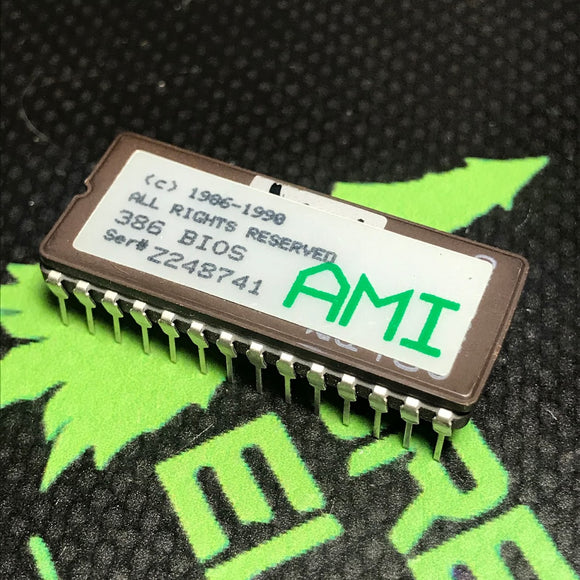 (c) 1986-1990
ALL RIGHTS RESERVED
386 BIOS
Ser# Z248741
AMI